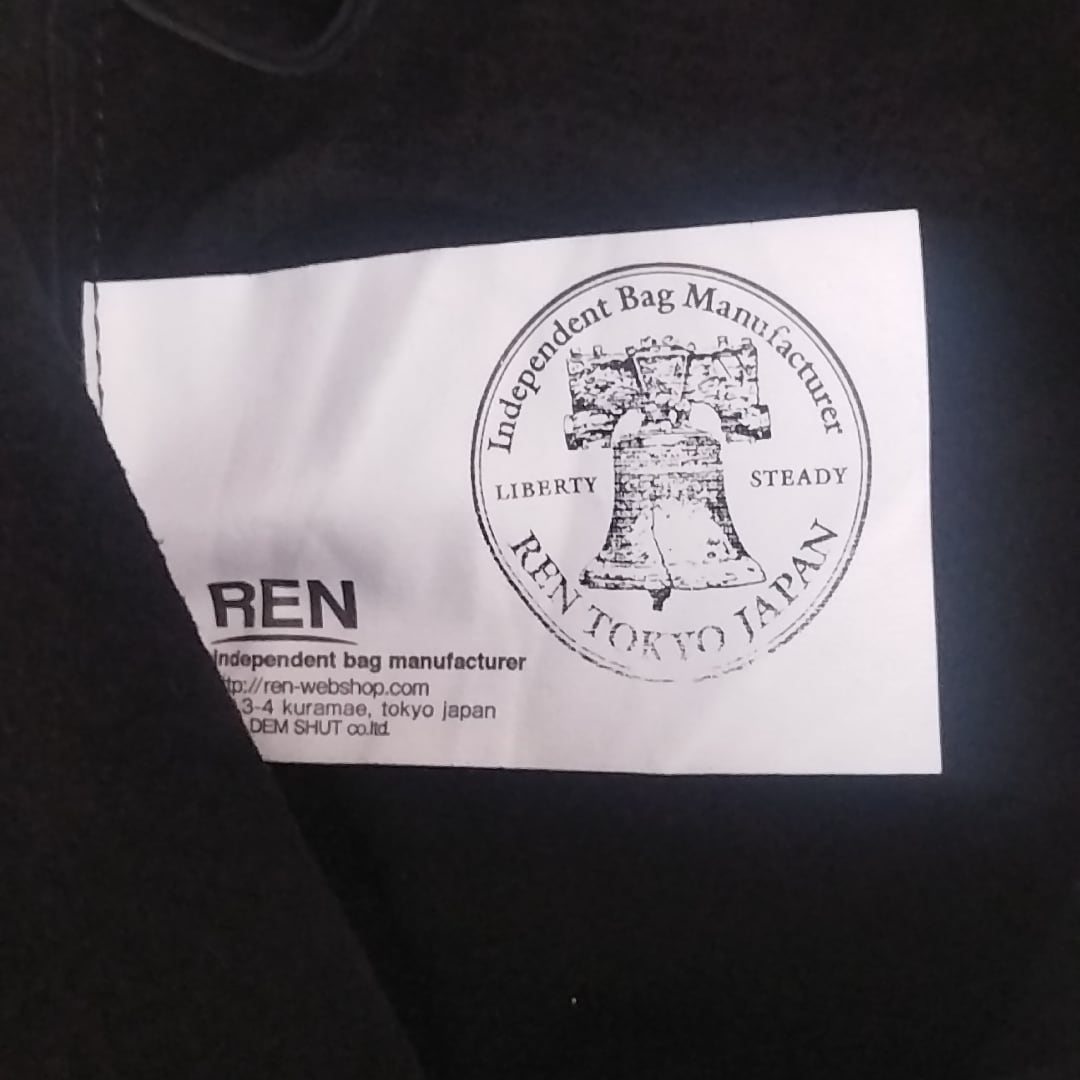 Independent Bag Manufacturer
LIBERTY STEADY
REN TOKYO JAPAN
REN
Independent bag manufacturer
tp://ren-webshop.com
3-4 kuramae, tokyo japan
DEM SHUT co.ltd.